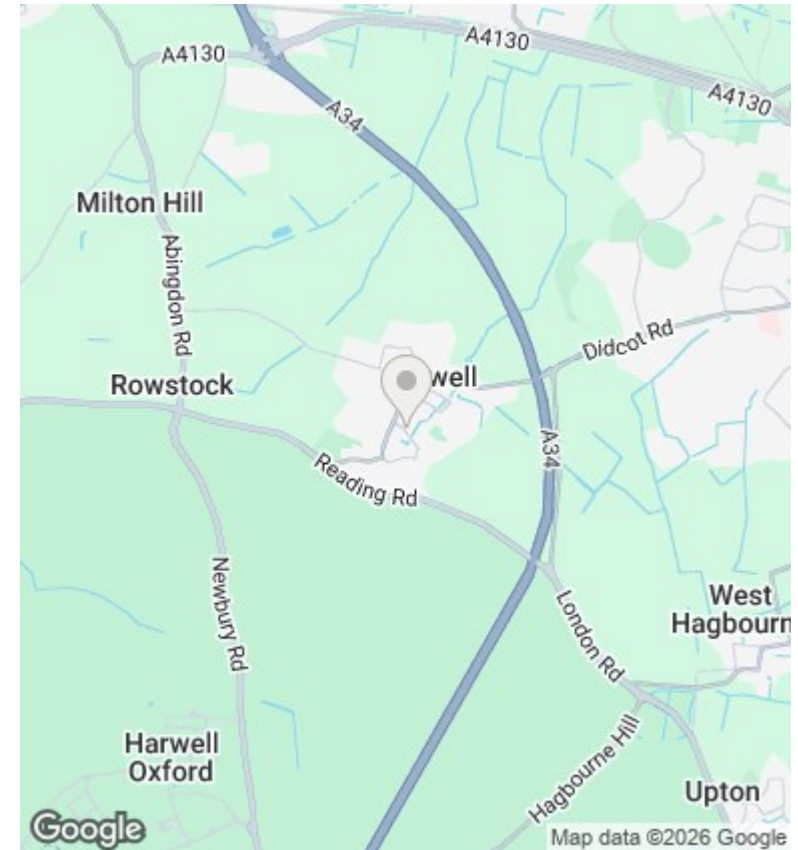 A4130
A4130
A4130
A34
Milton Hill
Abingdon Rd
Didcot Rd
well
Rowstock
A34
Reading Rd
Newbury Rd
London Rd
West
Hagbourn
Harwell
Oxford
Hagbourne Hill
Upton
Google
Map data ©2026 Google